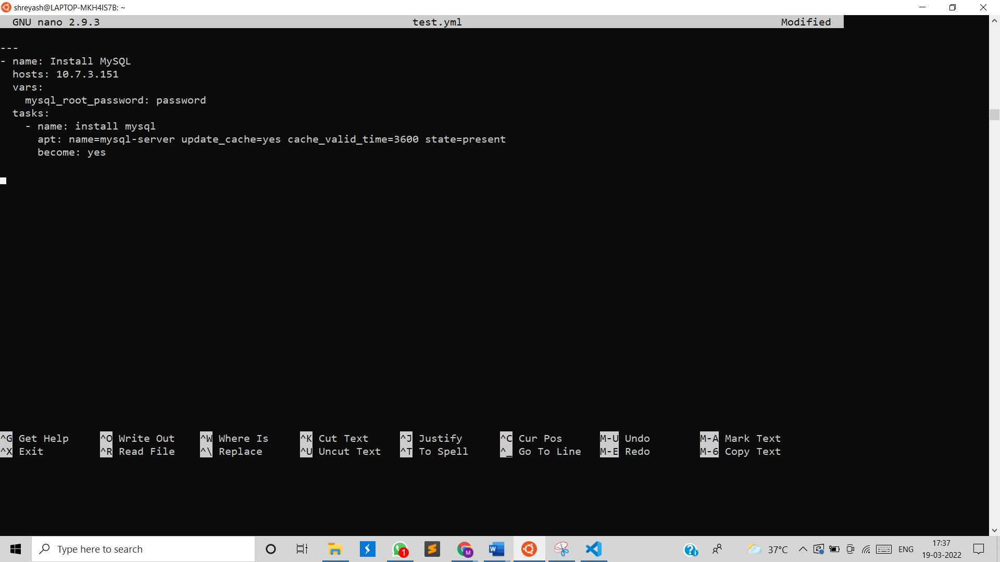 shreyash@LAPTOP-MKH4IS7B: ~
GNU nano 2.9.3 test.yml Modified
---
- name: Install MySQL
  hosts: 10.7.3.151
  vars:
    mysql_root_password: password
  tasks:
    - name: install mysql
      apt: name=mysql-server update_cache=yes cache_valid_time=3600 state=present
      become: yes
^G Get Help ^O Write Out ^W Where Is ^K Cut Text ^J Justify ^C Cur Pos M-U Undo M-A Mark Text
^X Exit ^R Read File ^\ Replace ^U Uncut Text ^T To Spell ^_ Go To Line M-E Redo M-6 Copy Text
Type here to search 1 M W 37°C ENG 17:37
19-03-2022